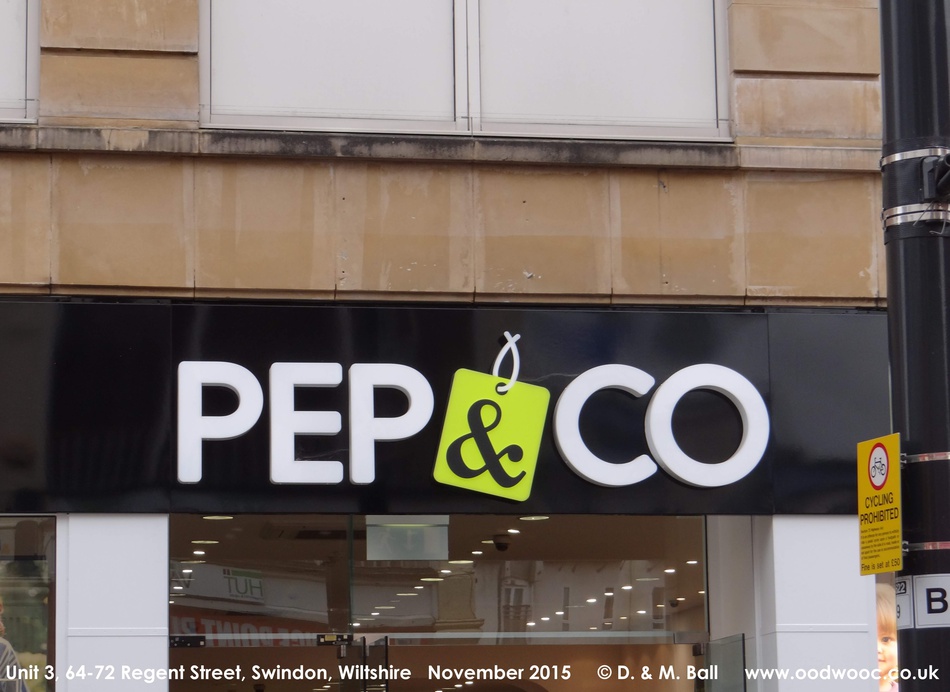 PEP&CO
CYCLING
PROHIBITED
Fine is set at £50
TUH
B
Unit 3, 64-72 Regent Street, Swindon, Wiltshire November 2015 © D. & M. Ball www.oodwooc.co.uk